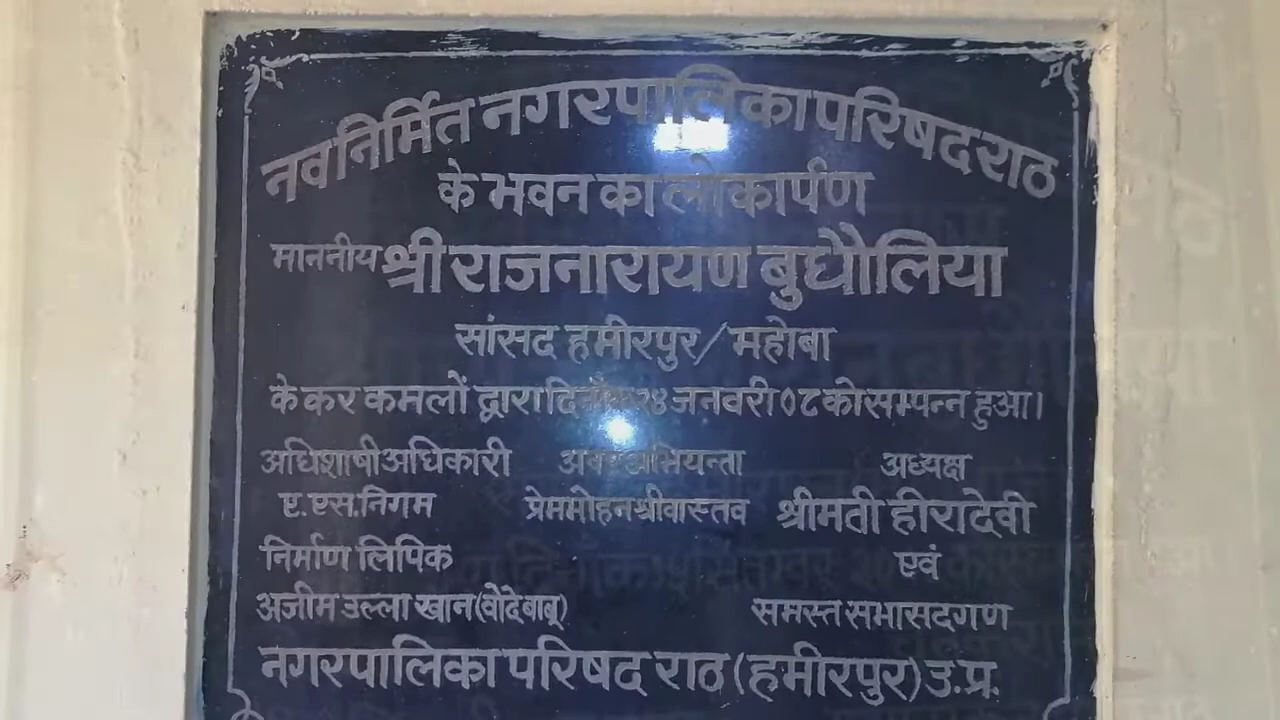 नवनिर्मित नगरपालिका परिषद राठ
के भवन का लोकार्पण
माननीय श्री राजनारायण बुधौलिया
सांसद हमीरपुर/महोबा
के कर कमलों द्वारा दिनाँक २४ जनवरी ०८ को सम्पन्न हुआ।
अधिशाषी अधिकारी अवर अभियन्ता अध्यक्ष
ए.एस.निगम प्रेममोहन श्रीवास्तव श्रीमती हीरादेवी
निर्माण लिपिक एवं
अजीम उल्ला खान (वोदे बाबू) समस्त सभासदगण
नगरपालिका परिषद राठ (हमीरपुर) उ.प्र.